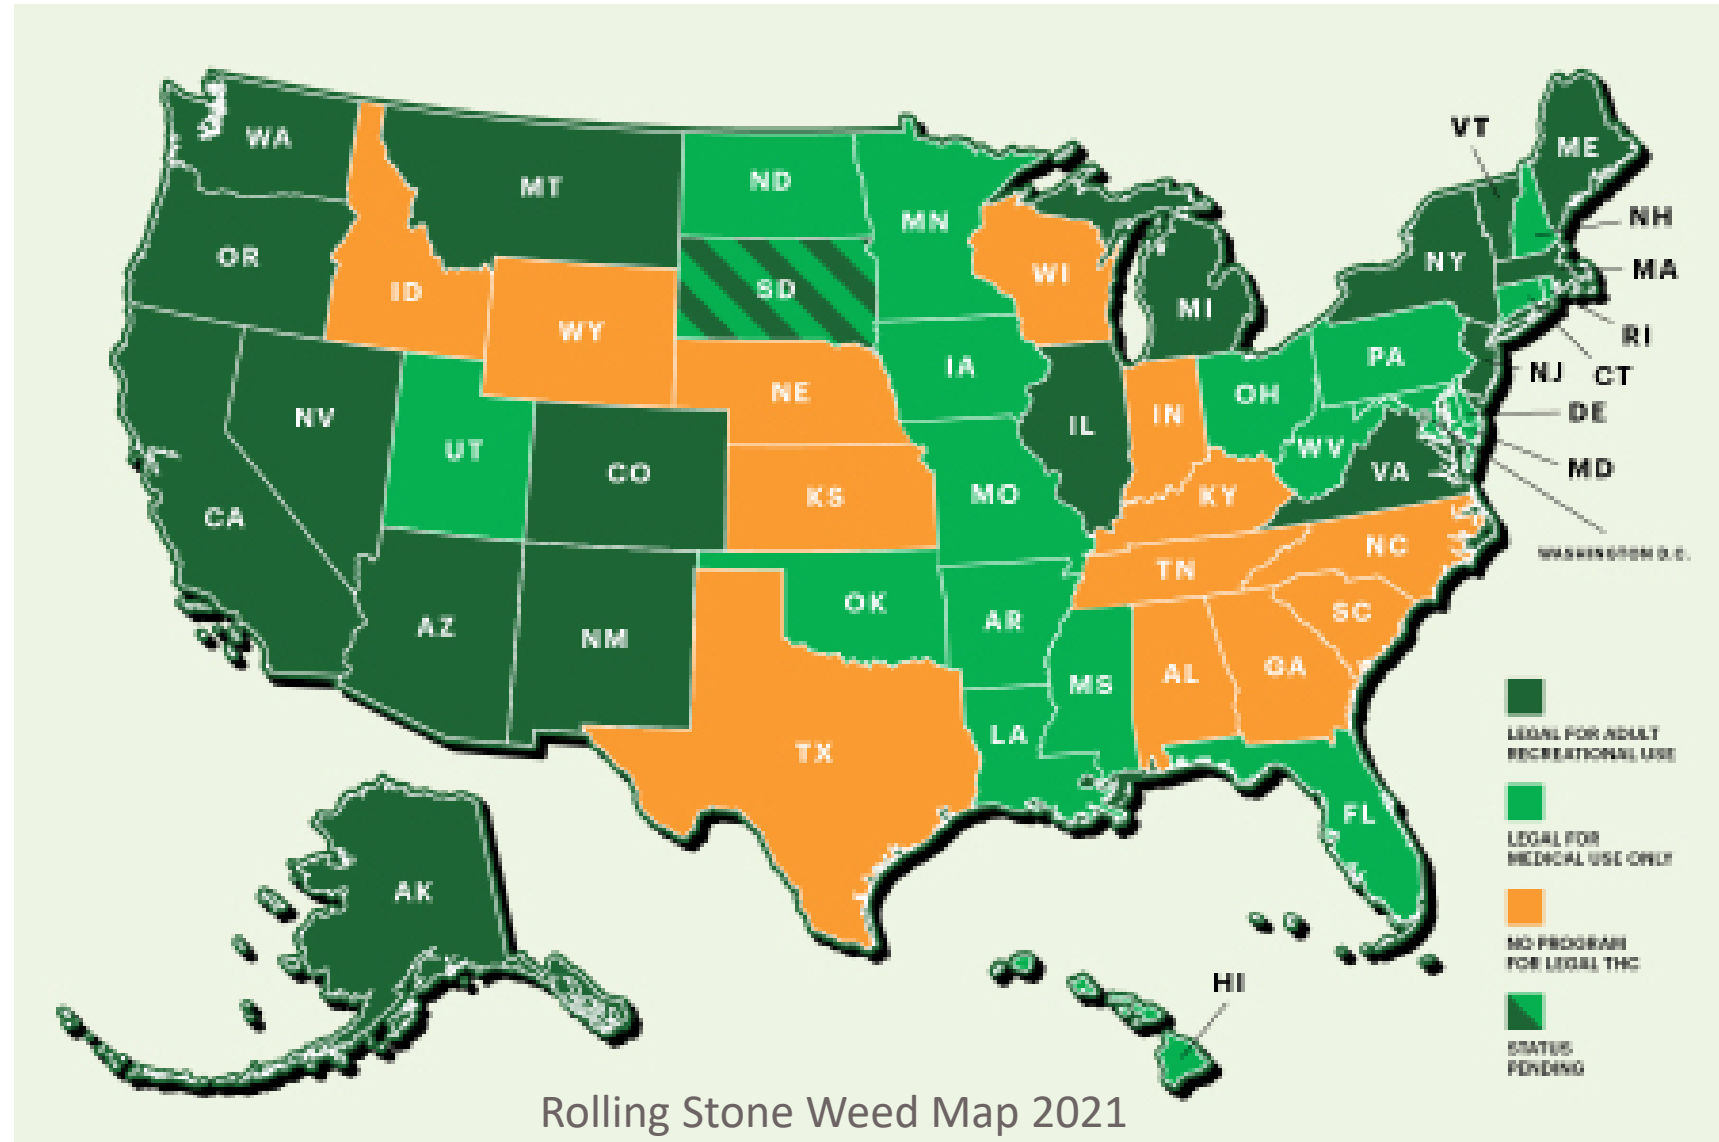 WA
MT
ND
MN
VT
ME
NH
OR
ID
SD
WI
NY
MA
WY
MI
RI
IA
PA
NE
NJ
CT
NV
UT
CO
IL
IN
OH
DE
WV
MD
CA
KS
MO
KY
VA
WASHINGTON D.C.
AZ
NM
OK
AR
TN
NC
SC
TX
LA
MS
AL
GA
FL
AK
HI
LEGAL FOR ADULT
RECREATIONAL USE
LEGAL FOR
MEDICAL USE ONLY
NO PROGRAM
FOR LEGAL THC
STATUS
PENDING
Rolling Stone Weed Map 2021